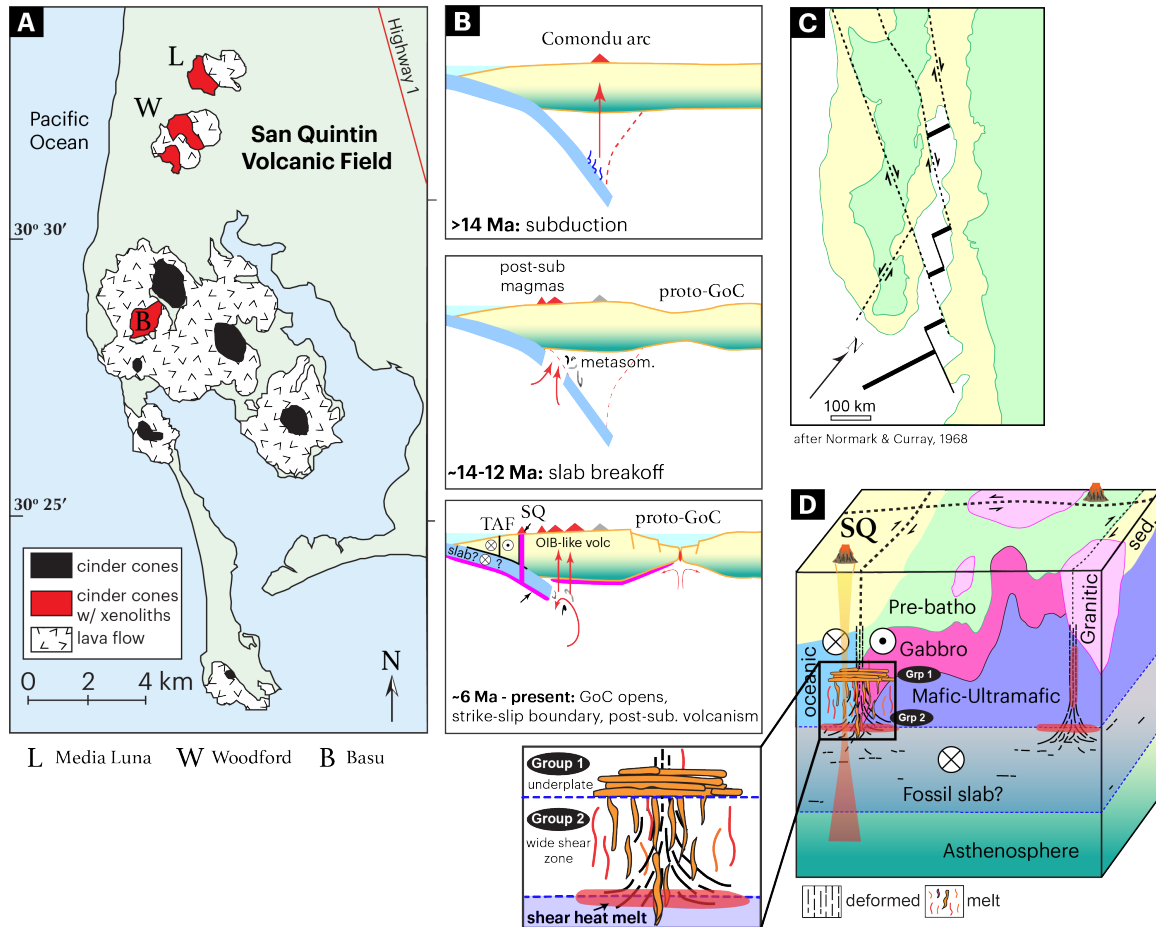 A
L
W
Highway 1
Pacific
Ocean
San Quintin
Volcanic Field
30º 30′
B
30º 25′
cinder cones
cinder cones
w/ xenoliths
lava flow
0 2 4 km
N
L Media Luna W Woodford B Basu
B
Comondu arc
>14 Ma: subduction
post-sub
magmas
proto-GoC
metasom.
~14-12 Ma: slab breakoff
SQ
TAF
proto-GoC
OIB-like volc
slab?
?
~6 Ma - present: GoC opens,
strike-slip boundary, post-sub. volcanism
C
N
100 km
after Normark & Curray, 1968
D
SQ
sed.
Pre-batho
Granitic
Gabbro
oceanic
Grp 1
Mafic-Ultramafic
Grp 2
Fossil slab?
Asthenosphere
deformed
melt
Group 1
underplate
Group 2
wide shear
zone
shear heat melt